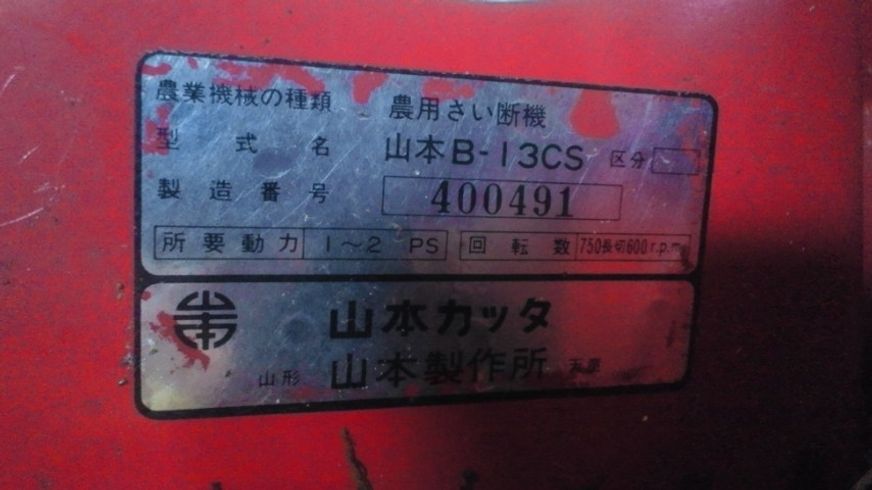 農業機械の種類 農用さい断機
型式名 山本B-13CS 区分
製造番号 400491
所要動力 1～2 PS 回転数 750長切600r.p.m
山本カッタ
山形 山本製作所 天童